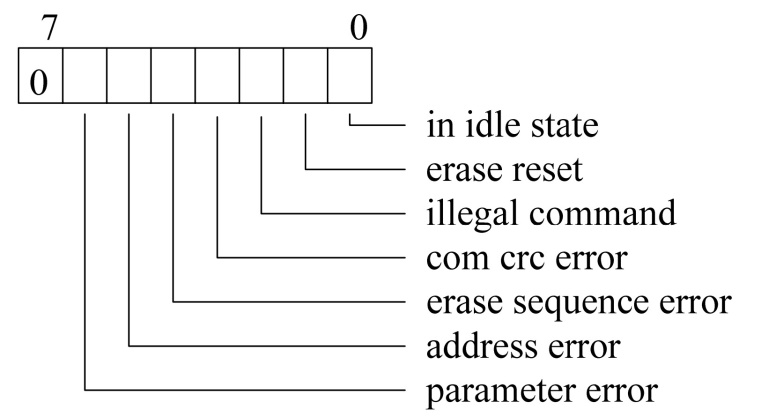 7 0
0
in idle state
erase reset
illegal command
com crc error
erase sequence error
address error
parameter error